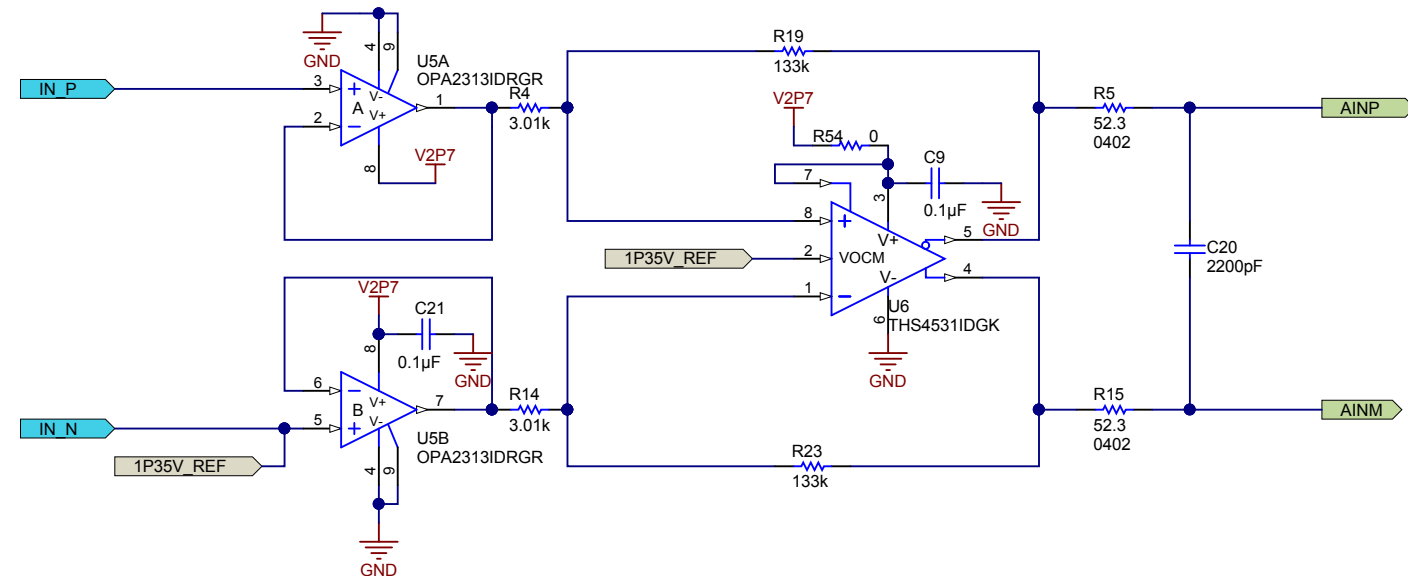 GND
4
9
U5A
OPA2313IDRGR
IN_P
3
+
V-
A
V+
1
2
−
8
V2P7
R4
3.01k
R19
133k
V2P7
R54
0
7
3
C9
0.1µF
GND
8
+
V+
5
1P35V_REF
2
VOCM
4
V-
1
−
6
U6
THS4531IDGK
GND
R5
52.3
0402
AINP
C20
2200pF
V2P7
C21
0.1µF
GND
8
6
−
V+
B
V-
7
5
+
IN_N
1P35V_REF
4
9
U5B
OPA2313IDRGR
GND
R14
3.01k
R23
133k
R15
52.3
0402
AINM